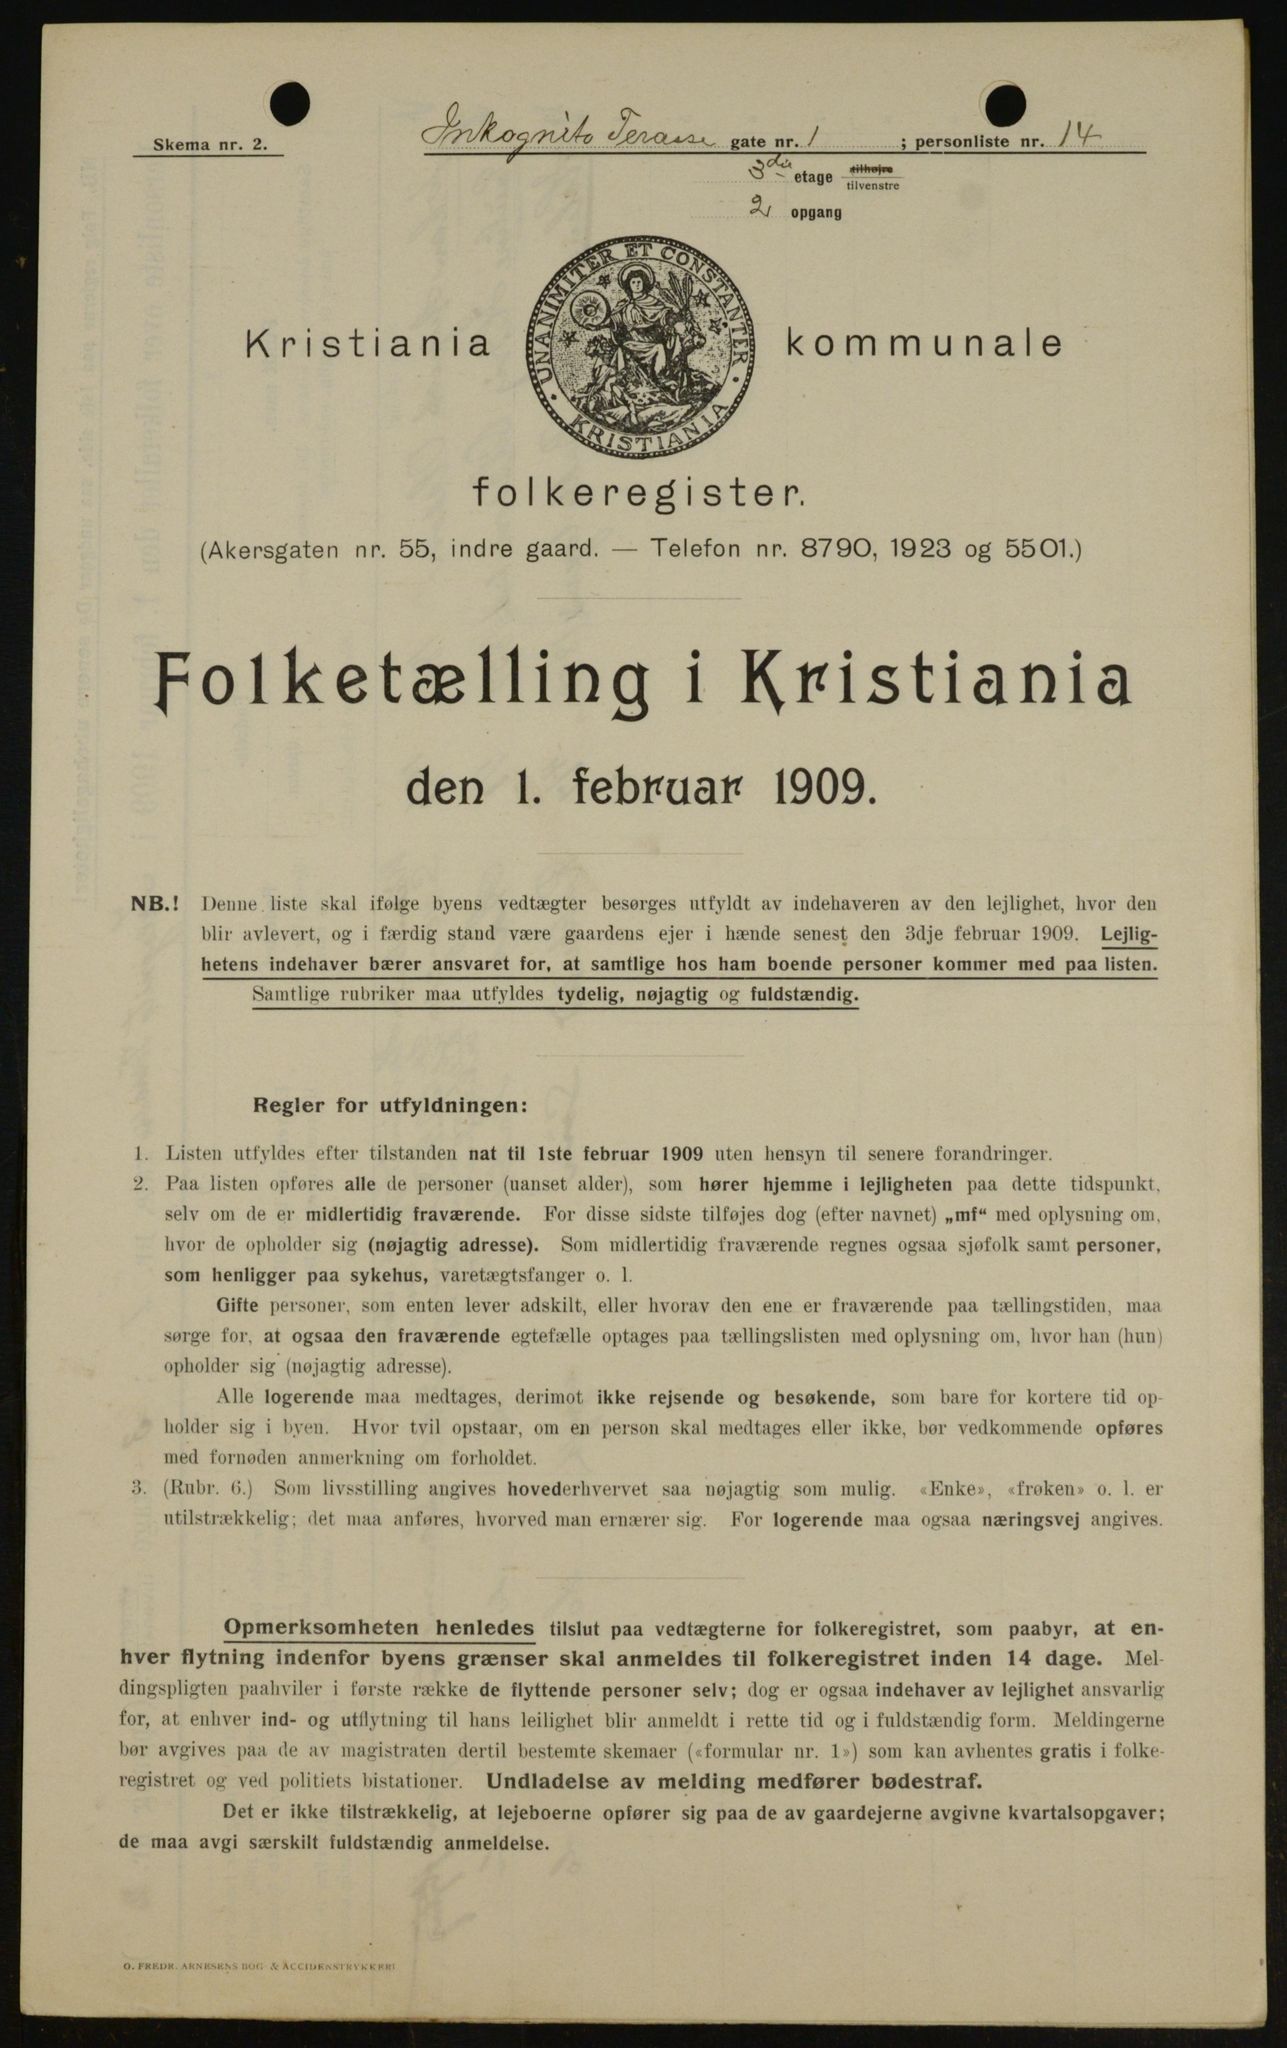 Skema nr. 2.
Inkognito Terasse gate nr. 1 ; personliste nr. 14
3die etage tilhøjre
tilvenstre
2 opgang
UNANIMITER ET CONSTANTER
KRISTIANIA
Kristiania kommunale
folkeregister.
(Akersgaten nr. 55, indre gaard. — Telefon nr. 8790, 1923 og 5501.)
Folketælling i Kristiania
den 1. februar 1909.
NB.! Denne liste skal ifølge byens vedtægter besørges utfyldt av indehaveren av den lejlighet, hvor den
blir avlevert, og i færdig stand være gaardens ejer i hænde senest den 3dje februar 1909. Lejlig-
hetens indehaver bærer ansvaret for, at samtlige hos ham boende personer kommer med paa listen.
Samtlige rubriker maa utfyldes tydelig, nøjagtig og fuldstændig.
Regler for utfyldningen:
1. Listen utfyldes efter tilstanden nat til 1ste februar 1909 uten hensyn til senere forandringer.
2. Paa listen opføres alle de personer (uanset alder), som hører hjemme i lejligheten paa dette tidspunkt,
selv om de er midlertidig fraværende. For disse sidste tilføjes dog (efter navnet) „mf“ med oplysning om,
hvor de opholder sig (nøjagtig adresse). Som midlertidig fraværende regnes ogsaa sjøfolk samt personer,
som henligger paa sykehus, varetægtsfanger o. l.
Gifte personer, som enten lever adskilt, eller hvorav den ene er fraværende paa tællingstiden, maa
sørge for, at ogsaa den fraværende egtefælle optages paa tællingslisten med oplysning om, hvor han (hun)
opholder sig (nøjagtig adresse).
Alle logerende maa medtages, derimot ikke rejsende og besøkende, som bare for kortere tid op-
holder sig i byen. Hvor tvil opstaar, om en person skal medtages eller ikke, bør vedkommende opføres
med fornøden anmerkning om forholdet.
3. (Rubr. 6.) Som livsstilling angives hovederhvervet saa nøjagtig som mulig. «Enke», «frøken» o. l. er
utilstrækkelig; det maa anføres, hvorved man ernærer sig. For logerende maa ogsaa næringsvej angives.
Opmerksomheten henledes tilslut paa vedtægterne for folkeregistret, som paabyr, at en-
hver flytning indenfor byens grænser skal anmeldes til folkeregistret inden 14 dage. Mel-
dingspligten paahviler i første række de flyttende personer selv; dog er ogsaa indehaver av lejlighet ansvarlig
for, at enhver ind- og utflytning til hans leilighet blir anmeldt i rette tid og i fuldstændig form. Meldingerne
bør avgives paa de av magistraten dertil bestemte skemaer («formular nr. 1») som kan avhentes gratis i folke-
registret og ved politiets bistationer. Undladelse av melding medfører bødestraf.
Det er ikke tilstrækkelig, at lejeboerne opfører sig paa de av gaardejerne avgivne kvartalsopgaver;
de maa avgi særskilt fuldstændig anmeldelse.
O. FREDR. ARNESENS BOG & ACCIDENSTRYKKERI